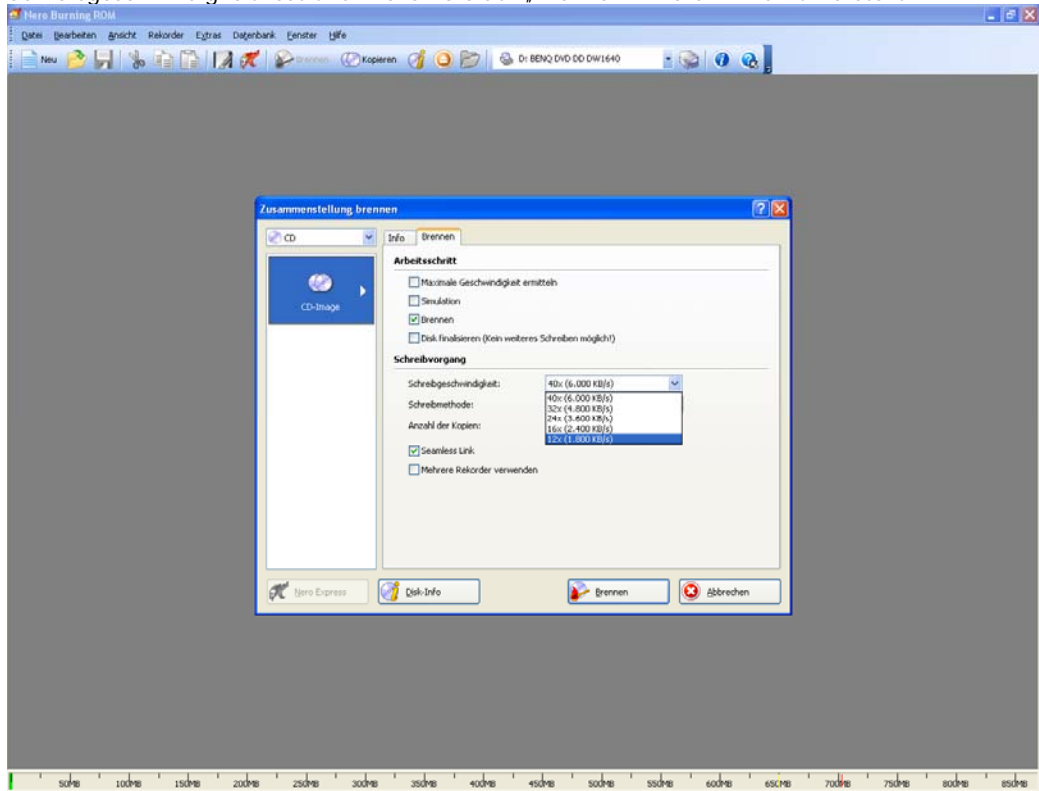 Nero Burning ROM
Datei Bearbeiten Ansicht Rekorder Extras Datenbank Fenster Hilfe
Neu Brennen Kopieren D: BENQ DVD DD DW1640
Zusammenstellung brennen
CD
Info Brennen
CD-Image
Arbeitsschritt
Maximale Geschwindigkeit ermitteln
Simulation
Brennen
Disk finalisieren (Kein weiteres Schreiben möglich!)
Schreibvorgang
Schreibgeschwindigkeit: 40x (6.000 KB/s)
40x (6.000 KB/s)
Schreibmethode: 32x (4.800 KB/s)
24x (3.600 KB/s)
Anzahl der Kopien: 16x (2.400 KB/s)
12x (1.800 KB/s)
Seamless Link
Mehrere Rekorder verwenden
Nero Express Disk-Info Brennen Abbrechen
50MB 100MB 150MB 200MB 250MB 300MB 350MB 400MB 450MB 500MB 550MB 600MB 650MB 700MB 750MB 800MB 850MB